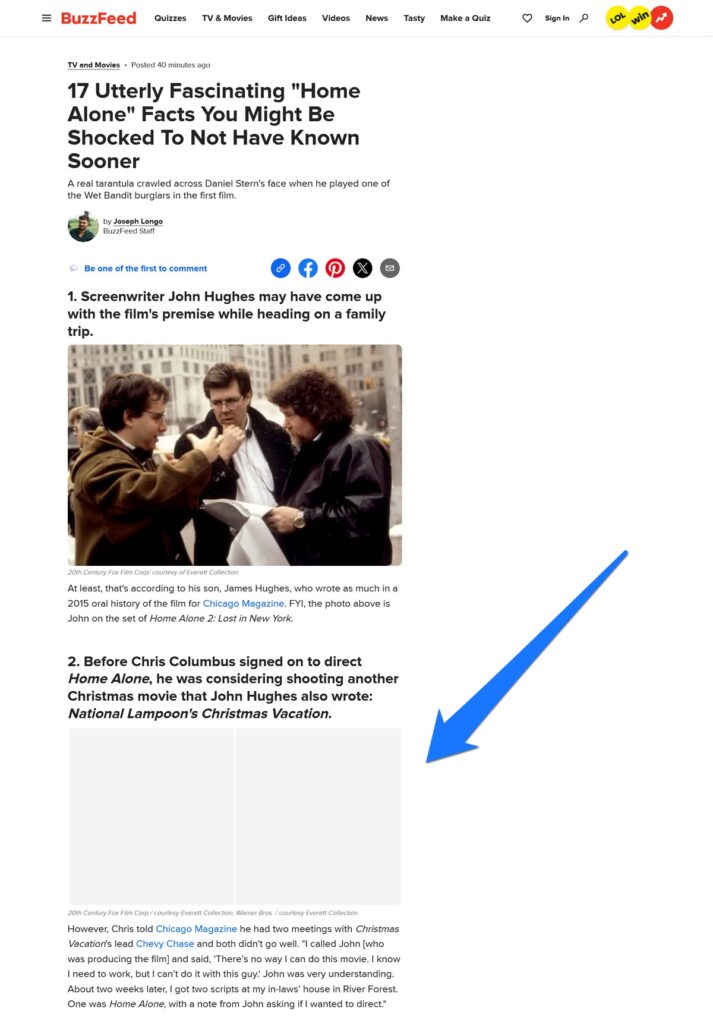 BuzzFeed Quizzes TV & Movies Gift Ideas Videos News Tasty Make a Quiz Sign In LOL win
TV and Movies • Posted 40 minutes ago
17 Utterly Fascinating "Home
Alone" Facts You Might Be
Shocked To Not Have Known
Sooner
A real tarantula crawled across Daniel Stern's face when he played one of
the Wet Bandit burglars in the first film.
by Joseph Longo
BuzzFeed Staff
Be one of the first to comment
1. Screenwriter John Hughes may have come up
with the film's premise while heading on a family
trip.
20th Century Fox Film Corp/ courtesy of Everett Collection
At least, that's according to his son, James Hughes, who wrote as much in a
2015 oral history of the film for Chicago Magazine. FYI, the photo above is
John on the set of Home Alone 2: Lost in New York.
2. Before Chris Columbus signed on to direct
Home Alone, he was considering shooting another
Christmas movie that John Hughes also wrote:
National Lampoon's Christmas Vacation.
20th Century Fox Film Corp / courtesy Everett Collection, Warner Bros. / courtesy Everett Collection
However, Chris told Chicago Magazine he had two meetings with Christmas
Vacation's lead Chevy Chase and both didn't go well. "I called John [who
was producing the film] and said, 'There's no way I can do this movie. I know
I need to work, but I can't do it with this guy.' John was very understanding.
About two weeks later, I got two scripts at my in-laws' house in River Forest.
One was Home Alone, with a note from John asking if I wanted to direct."